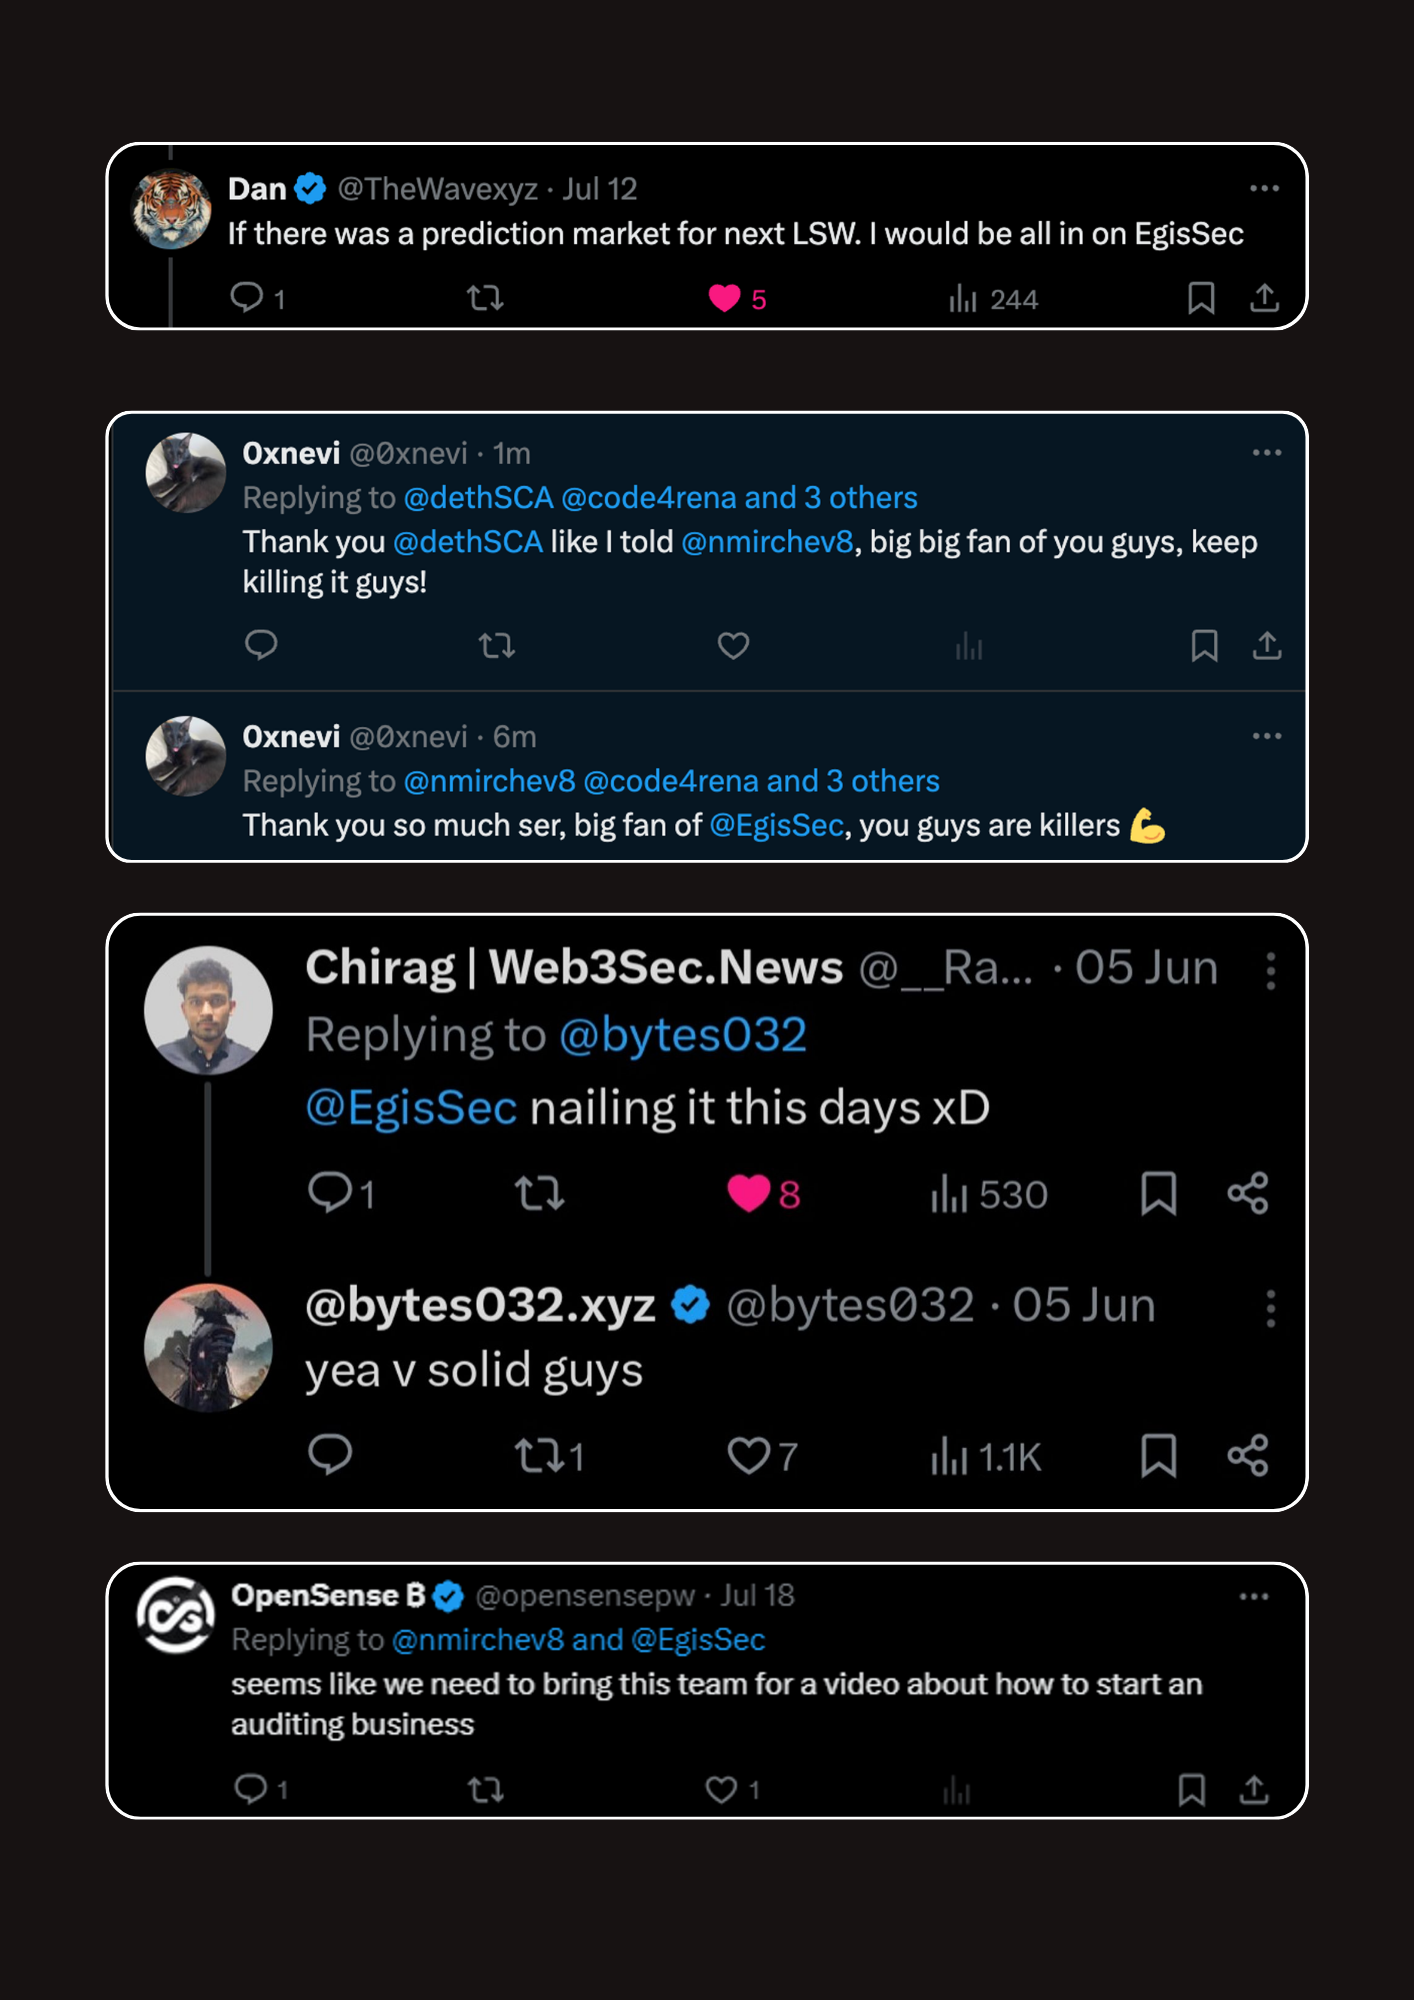 Dan @TheWavexyz · Jul 12
If there was a prediction market for next LSW. I would be all in on EgisSec
1 5 244
0xnevi @0xnevi · 1m
Replying to @dethSCA @code4rena and 3 others
Thank you @dethSCA like I told @nmirchev8, big big fan of you guys, keep
killing it guys!
0xnevi @0xnevi · 6m
Replying to @nmirchev8 @code4rena and 3 others
Thank you so much ser, big fan of @EgisSec, you guys are killers 💪
Chirag | Web3Sec.News @__Ra... · 05 Jun
Replying to @bytes032
@EgisSec nailing it this days xD
1 8 530
@bytes032.xyz @bytes032 · 05 Jun
yea v solid guys
1 7 1.1K
OpenSense ₿ @opensensepw · Jul 18
Replying to @nmirchev8 and @EgisSec
seems like we need to bring this team for a video about how to start an
auditing business
1 1